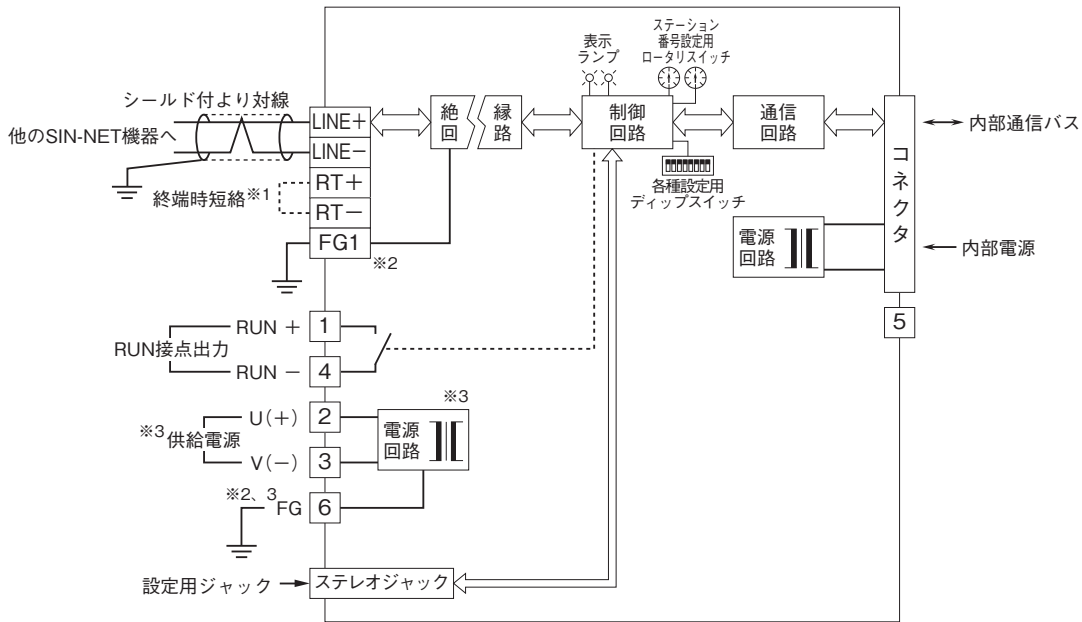 ステーション
番号設定用
ロータリスイッチ
表示
ランプ
シールド付より対線
他のSIN-NET機器へ
LINE+
LINE−
RT+
RT−
終端時短絡※1
FG1
※2
絶
回
縁
路
制御
回路
通信
回路
コネクタ
内部通信バス
各種設定用
ディップスイッチ
電源
回路
内部電源
5
RUN + 1
RUN接点出力
RUN − 4
※3
U(+) 2
※3供給電源
V(−) 3
電源
回路
※2、3 FG 6
設定用ジャック
ステレオジャック